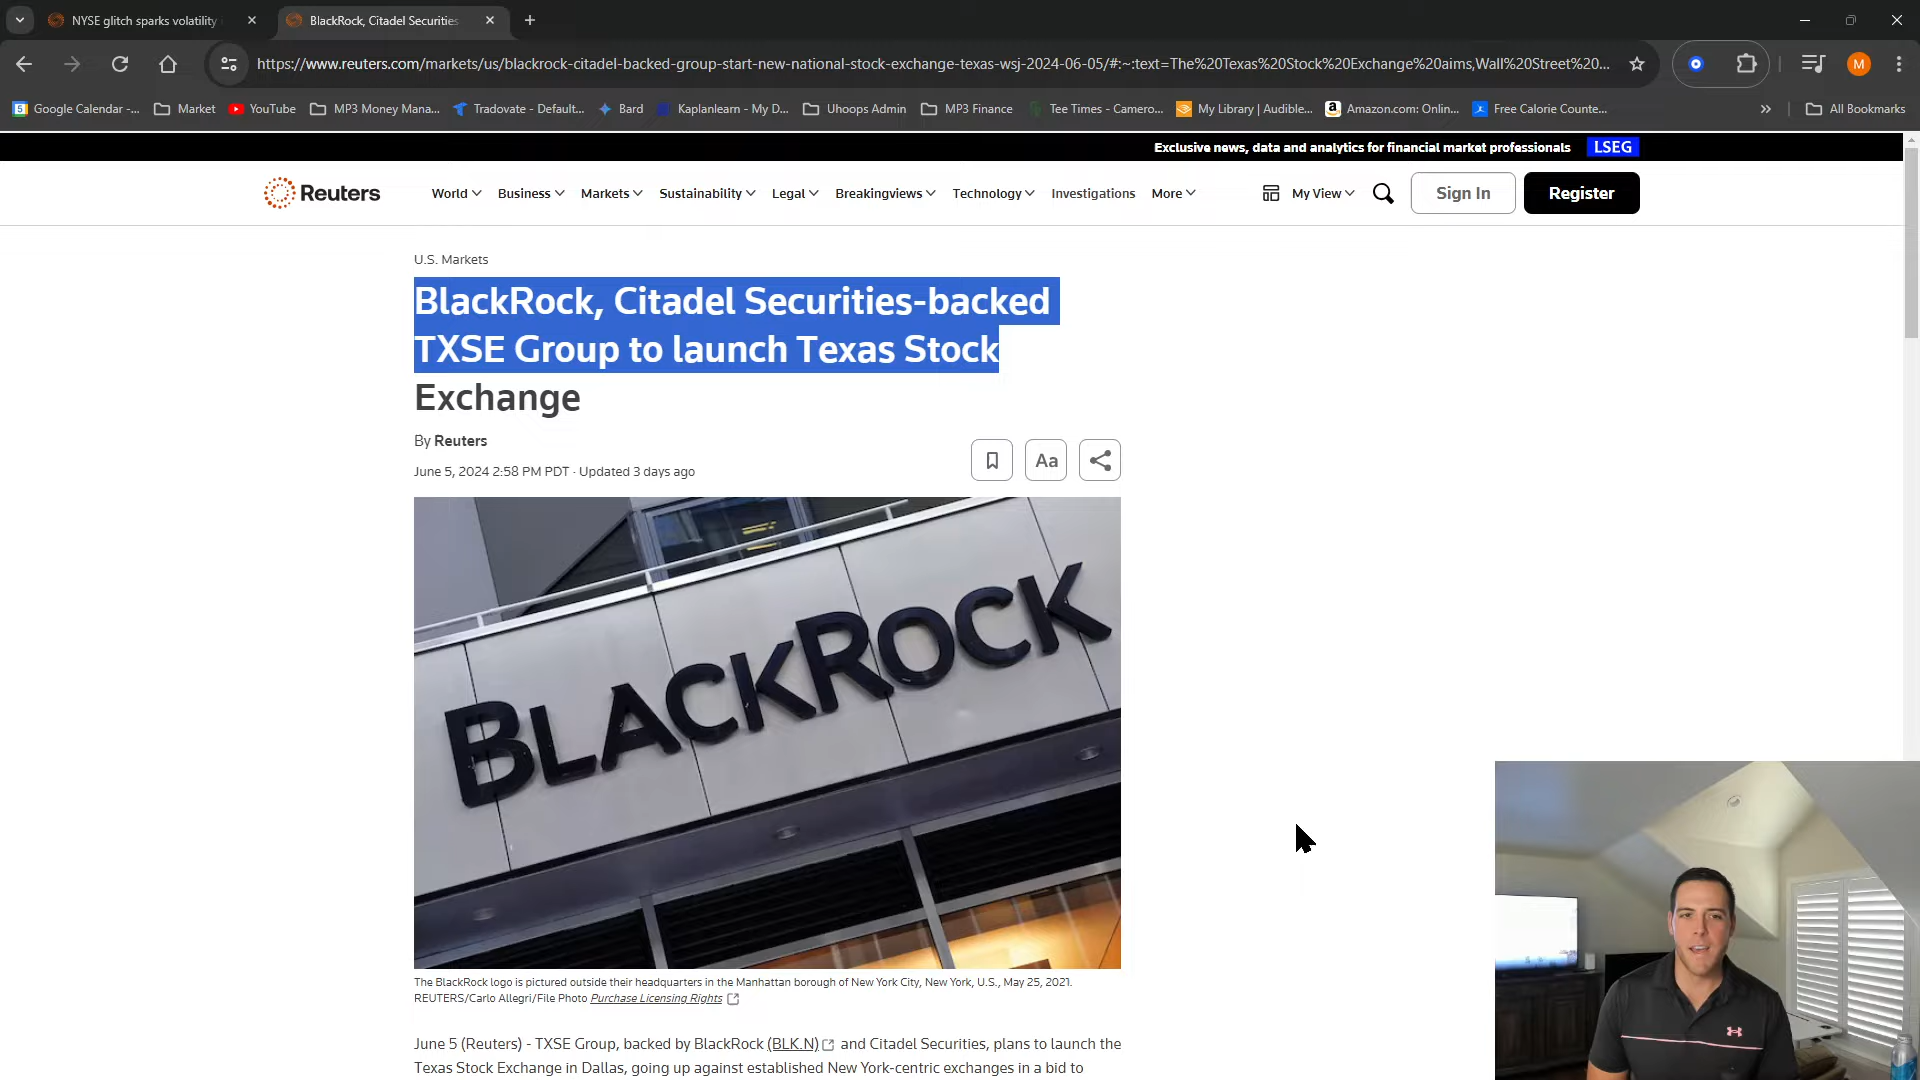 NYSE glitch sparks volatility
BlackRock, Citadel Securities
https://www.reuters.com/markets/us/blackrock-citadel-backed-group-start-new-national-stock-exchange-texas-wsj-2024-06-05/#:~:text=The%20Texas%20Stock%20Exchange%20aims,Wall%20Street%20...
M
Google Calendar -... Market YouTube MP3 Money Mana... Tradovate - Default... Bard Kaplanlearn - My D... Uhoops Admin MP3 Finance Tee Times - Camero... My Library | Audible... Amazon.com: Onlin... Free Calorie Counte... » All Bookmarks
Exclusive news, data and analytics for financial market professionals LSEG
Reuters World Business Markets Sustainability Legal Breakingviews Technology Investigations More My View Sign In Register
U.S. Markets
BlackRock, Citadel Securities-backed
TXSE Group to launch Texas Stock
Exchange
By Reuters
June 5, 2024 2:58 PM PDT · Updated 3 days ago
Aa
BLACKROCK
The BlackRock logo is pictured outside their headquarters in the Manhattan borough of New York City, New York, U.S., May 25, 2021.
REUTERS/Carlo Allegri/File Photo Purchase Licensing Rights
June 5 (Reuters) - TXSE Group, backed by BlackRock (BLK.N) and Citadel Securities, plans to launch the
Texas Stock Exchange in Dallas, going up against established New York-centric exchanges in a bid to